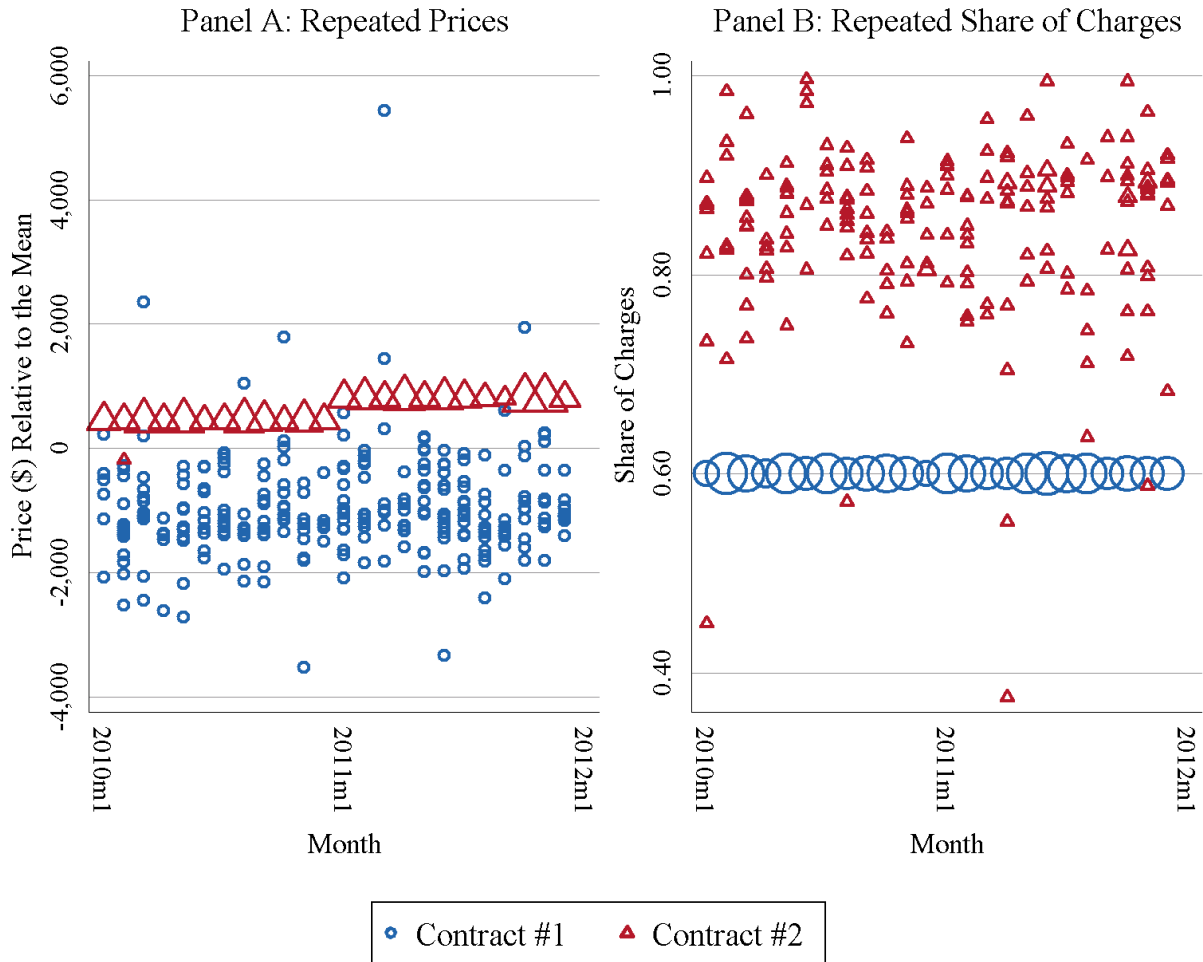 Panel A: Repeated Prices
Price ($) Relative to the Mean
6,000
4,000
2,000
0
-2,000
-4,000
2010m1
2011m1
2012m1
Month
Panel B: Repeated Share of Charges
Share of Charges
1.00
0.80
0.60
0.40
2010m1
2011m1
2012m1
Month
Contract #1
Contract #2